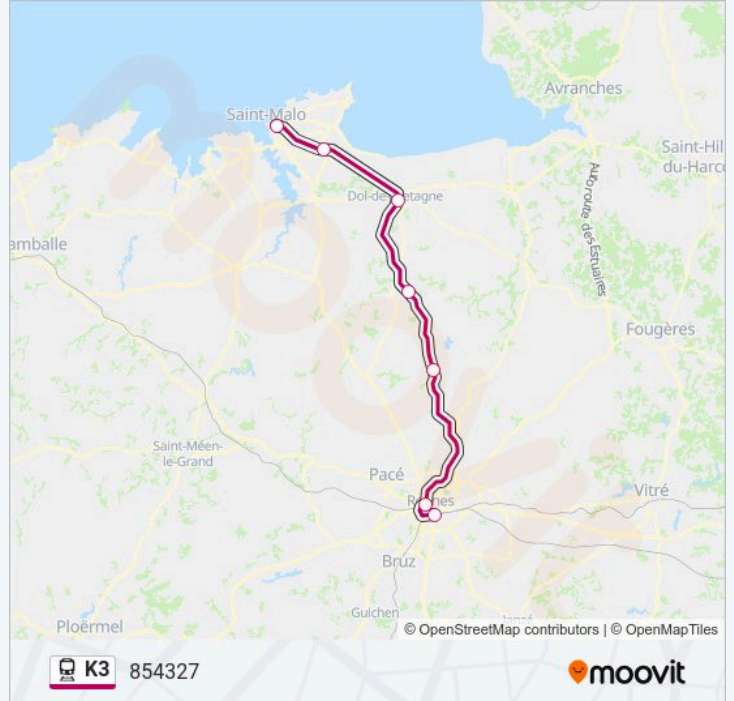 Avranches
Saint-Malo
Saint-Hil
du-Harco
Dol-de-Bretagne
Autoroute des Estuaires
amballe
Fougères
Saint-Méen-
le-Grand
Pacé
Rennes
Vitré
Bruz
Guichen
Ploërmel
© OpenStreetMap contributors | © OpenMapTiles
K3 854327 moovit